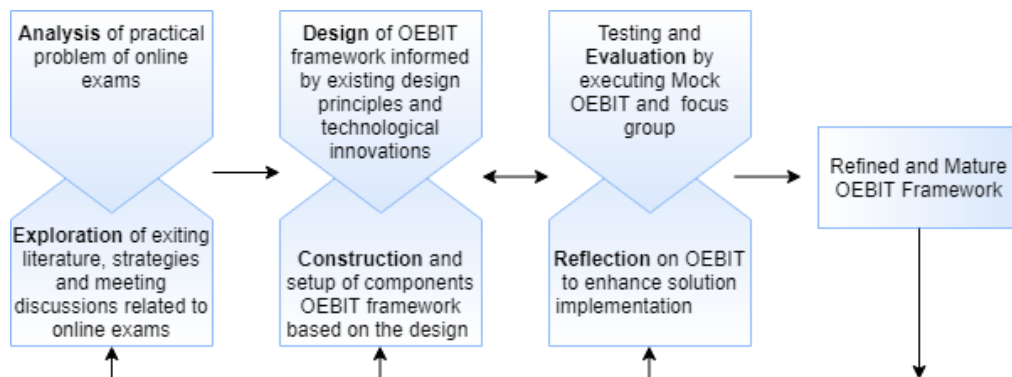 Analysis of practical
problem of online
exams
Exploration of exiting
literature, strategies
and meeting
discussions related to
online exams
Design of OEBIT
framework informed
by existing design
principles and
technological
innovations
Construction and
setup of components
OEBIT framework
based on the design
Testing and
Evaluation by
executing Mock
OEBIT and focus
group
Reflection on OEBIT
to enhance solution
implementation
Refined and Mature
OEBIT Framework